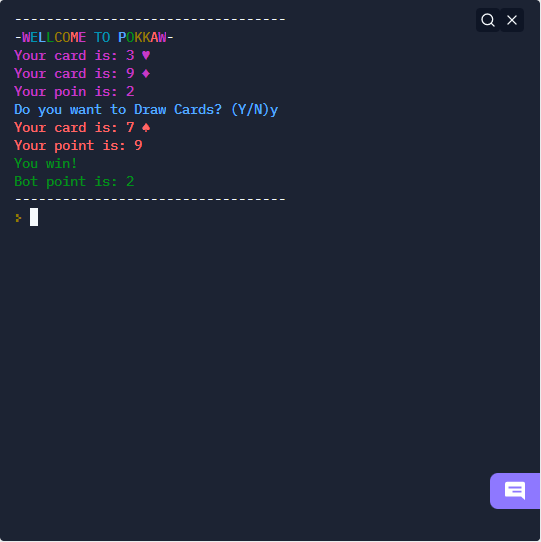 ----------------------------------
-WELLCOME TO POKKAW-
Your card is: 3 ♥
Your card is: 9 ♦
Your poin is: 2
Do you want to Draw Cards? (Y/N)y
Your card is: 7 ♠
Your point is: 9
You win!
Bot point is: 2
----------------------------------